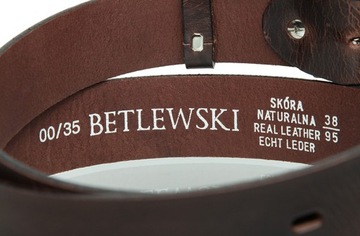 00/35 BETLEWSKI
SKÓRA
NATURALNA
REAL LEATHER
ECHT LEDER
38
95